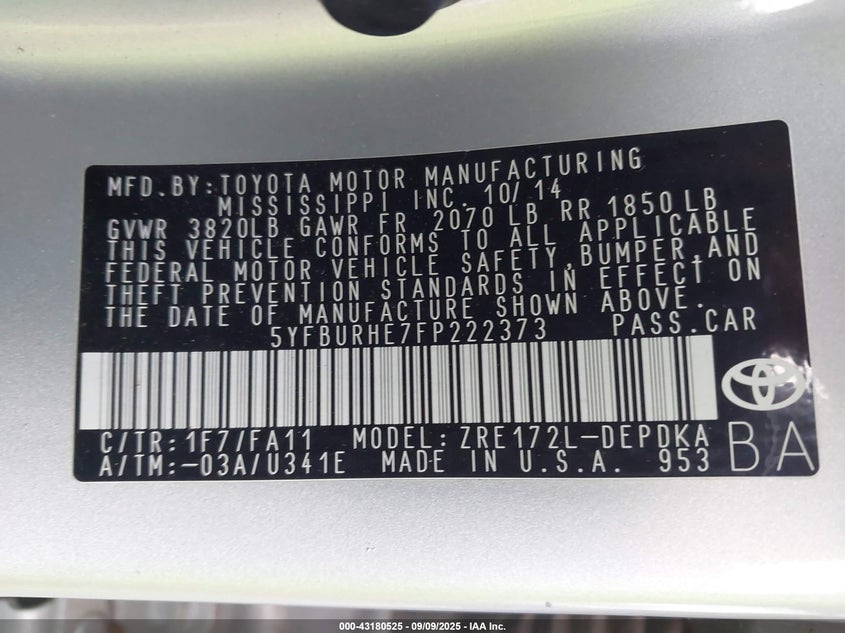 MFD. BY: TOYOTA MOTOR MANUFACTURING
MISSISSIPPI INC. 10/14
GVWR 3820LB GAWR FR 2070 LB RR 1850 LB
THIS VEHICLE CONFORMS TO ALL APPLICABLE
FEDERAL MOTOR VEHICLE SAFETY, BUMPER, AND
THEFT PREVENTION STANDARDS IN EFFECT ON
THE DATE OF MANUFACTURE SHOWN ABOVE.
5YFBURHE7FP222373 PASS. CAR
C/TR: 1F7/FA11 MODEL: ZRE172L-DEPDKA
A/TM: -03A/U341E MADE IN U.S.A. 953 BA
000-43180525 - 09/09/2025 - IAA Inc.